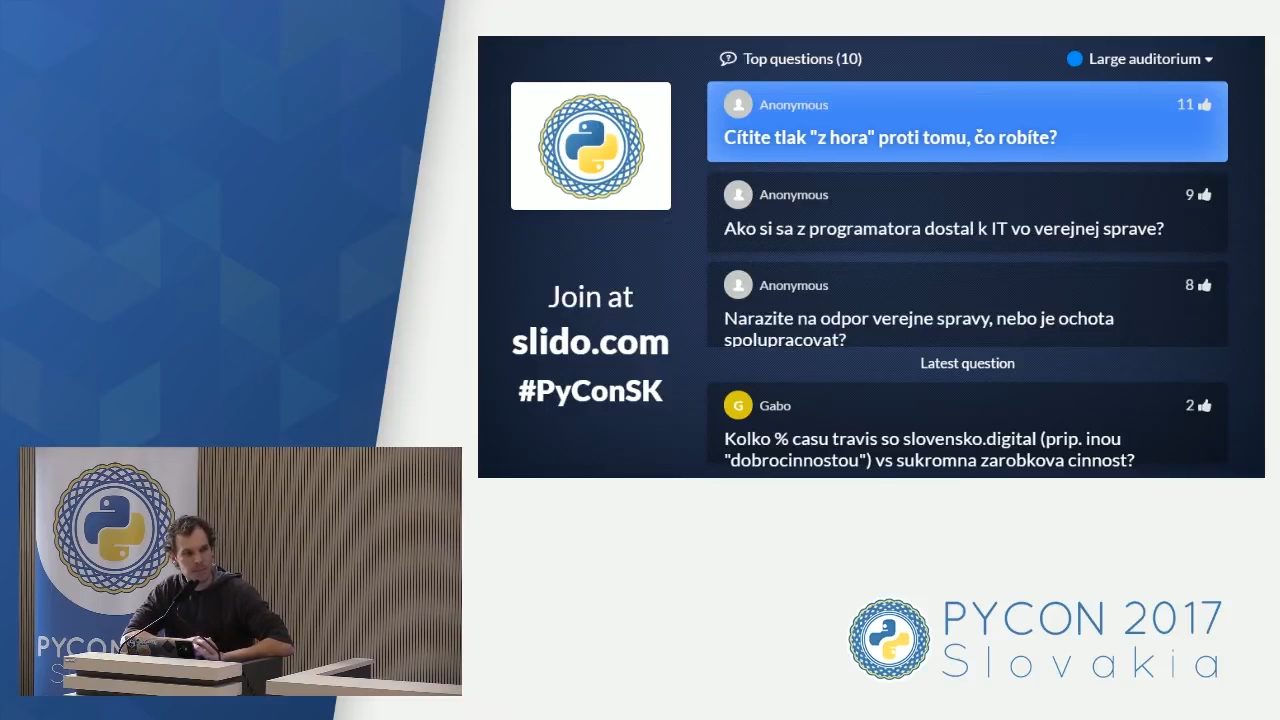 Top questions (10)
Large auditorium
Anonymous
11
Cítite tlak "z hora" proti tomu, čo robíte?
Anonymous
9
Ako si sa z programatora dostal k IT vo verejnej sprave?
Anonymous
8
Narazite na odpor verejne spravy, nebo je ochota
spolupracovat?
Latest question
G
Gabo
2
Kolko % casu travis so slovensko.digital (prip. inou
"dobrocinnostou") vs sukromna zarobkova cinnost?
Join at
slido.com
#PyConSK
PYCON
PYCON 2017
Slovakia